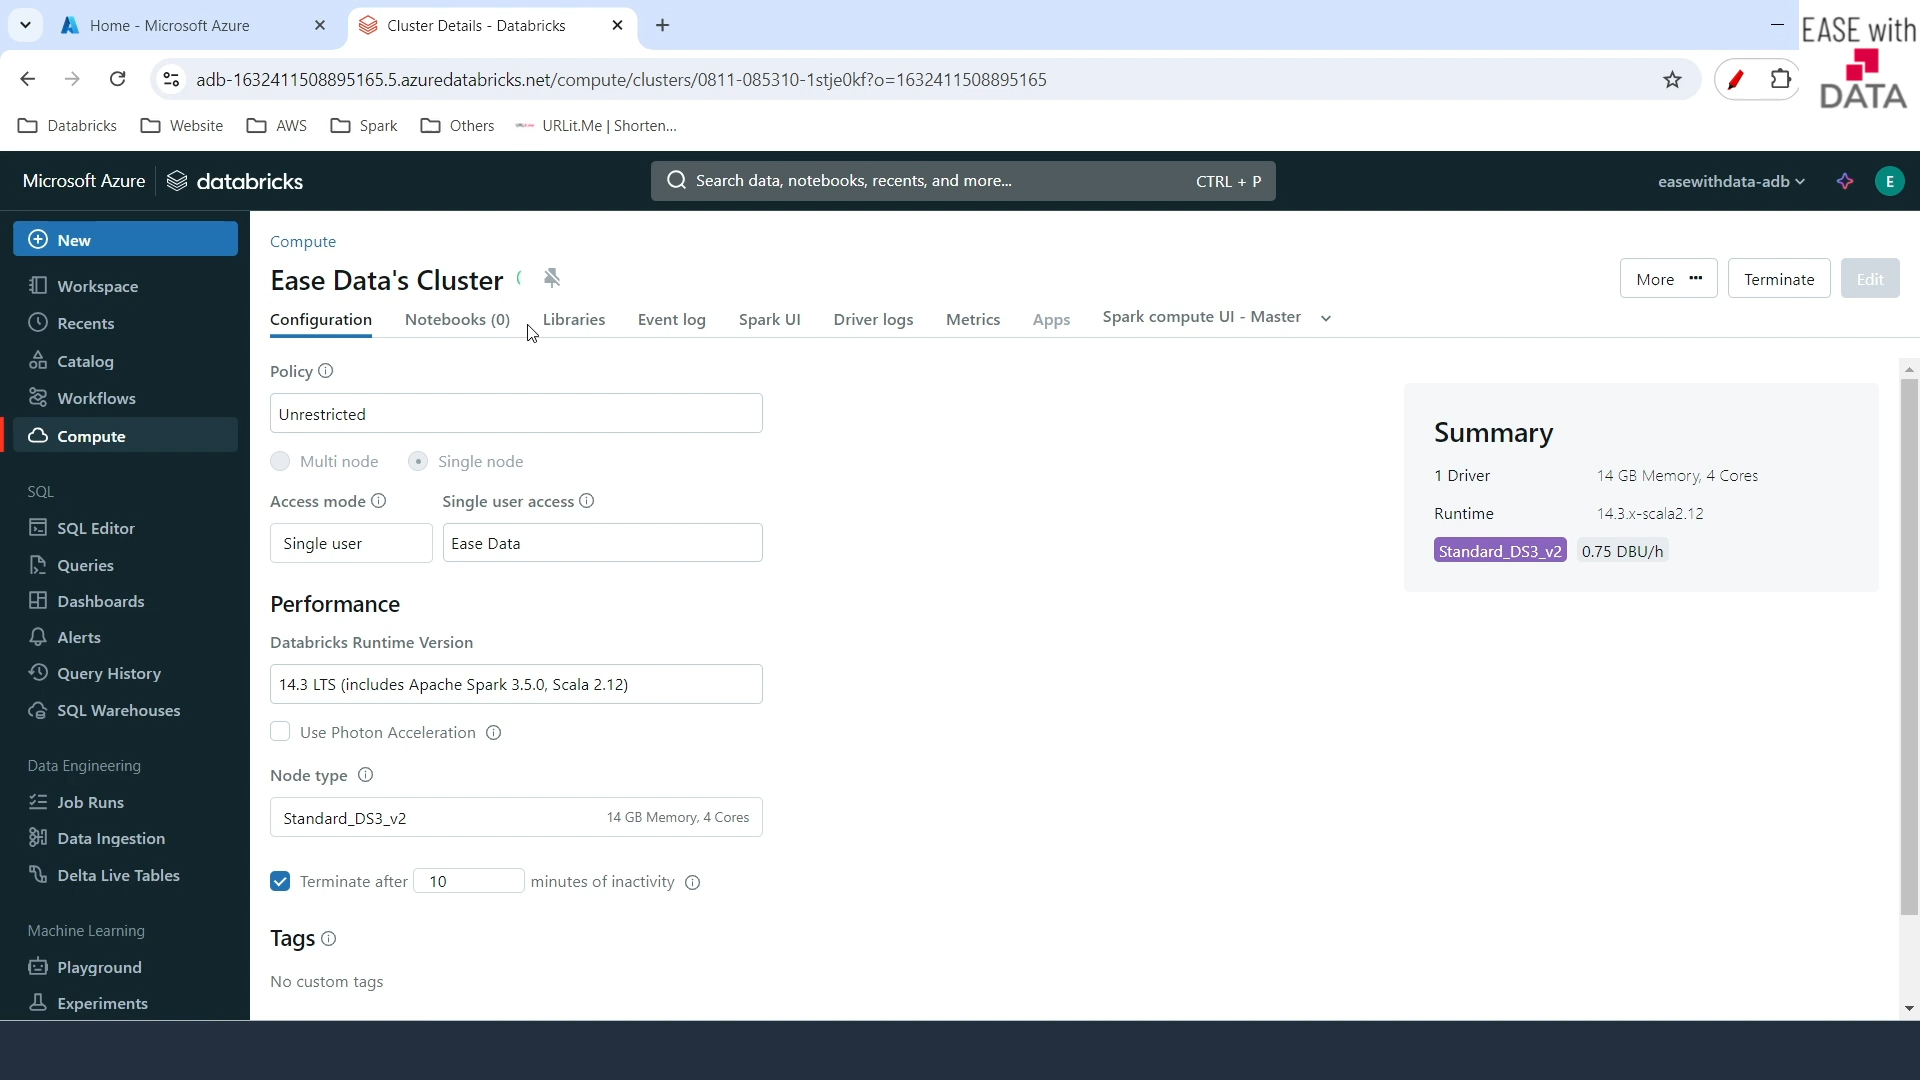 Home - Microsoft Azure
Cluster Details - Databricks
EASE with
DATA
adb-1632411508895165.5.azuredatabricks.net/compute/clusters/0811-085310-1stje0kf?o=1632411508895165
Databricks
Website
AWS
Spark
Others
URLit.Me | Shorten...
Microsoft Azure
databricks
Search data, notebooks, recents, and more...
CTRL + P
easewithdata-adb
E
New
Workspace
Recents
Catalog
Workflows
Compute
SQL
SQL Editor
Queries
Dashboards
Alerts
Query History
SQL Warehouses
Data Engineering
Job Runs
Data Ingestion
Delta Live Tables
Machine Learning
Playground
Experiments
Compute
Ease Data's Cluster
More
Terminate
Edit
Configuration
Notebooks (0)
Libraries
Event log
Spark UI
Driver logs
Metrics
Apps
Spark compute UI - Master
Policy
Unrestricted
Multi node
Single node
Access mode
Single user access
Single user
Ease Data
Performance
Databricks Runtime Version
14.3 LTS (includes Apache Spark 3.5.0, Scala 2.12)
Use Photon Acceleration
Node type
Standard_DS3_v2
14 GB Memory, 4 Cores
Terminate after 10 minutes of inactivity
Tags
No custom tags
Summary
1 Driver
14 GB Memory, 4 Cores
Runtime
14.3.x-scala2.12
Standard_DS3_v2
0.75 DBU/h